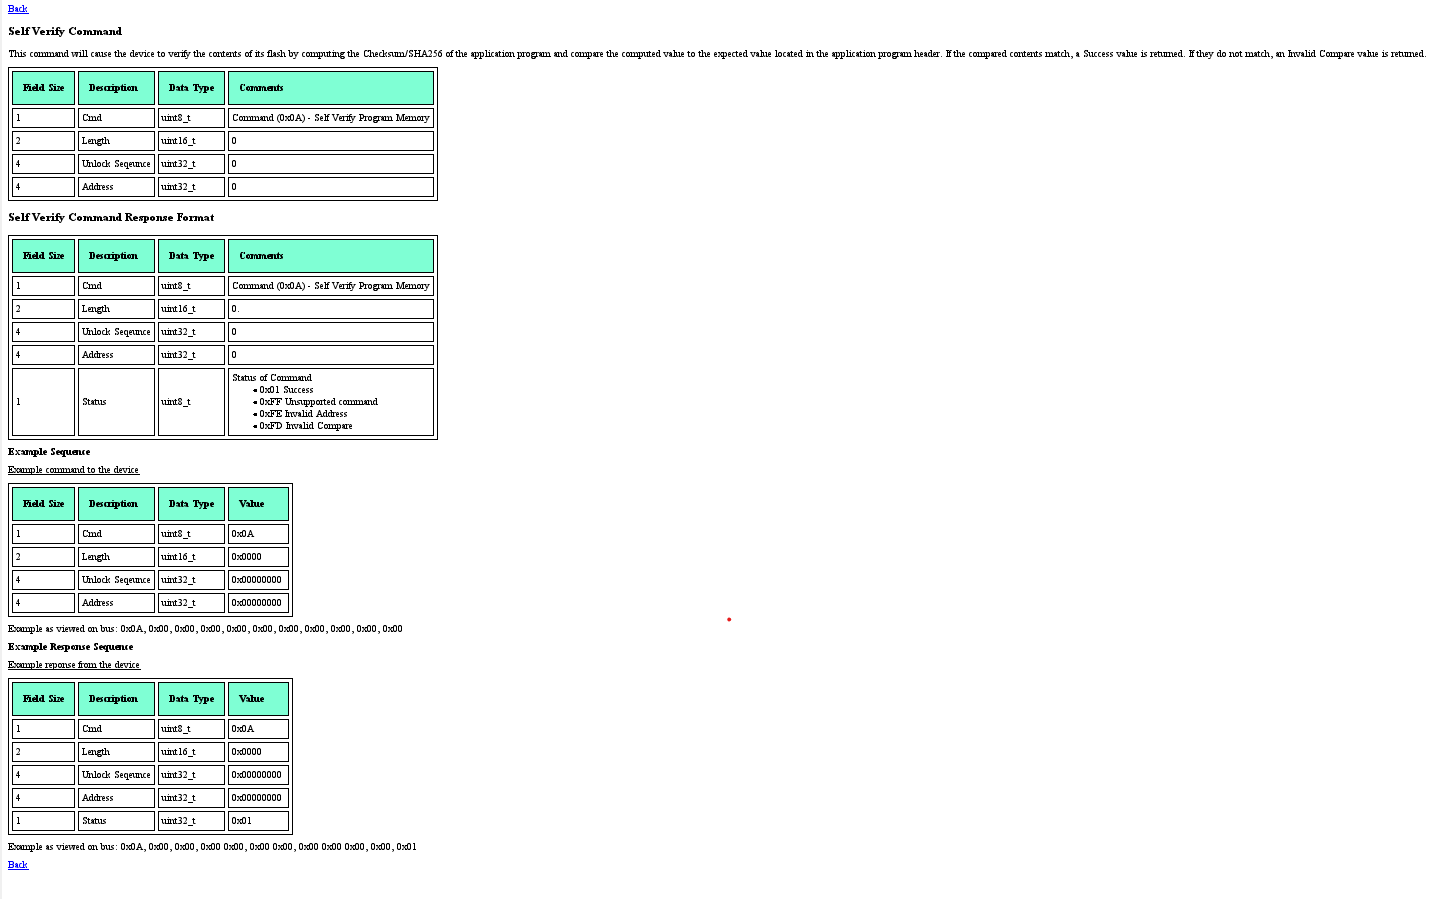 Back
Self Verify Command
This command will cause the device to verify the contents of its flash by computing the Checksum/SHA256 of the application program and compare the computed value to the expected value located in the application program header. If the compared contents match, a Success value is returned. If they do not match, an Invalid Compare value is returned.
Field Size Description Data Type Comments
1 Cmd uint8_t Command (0x0A) - Self Verify Program Memory
2 Length uint16_t 0
4 Unlock Seqeunce uint32_t 0
4 Address uint32_t 0
Self Verify Command Response Format
Field Size Description Data Type Comments
1 Cmd uint8_t Command (0x0A) - Self Verify Program Memory
2 Length uint16_t 0.
4 Unlock Seqeunce uint32_t 0
4 Address uint32_t 0
1 Status uint8_t Status of Command
• 0x01 Success
• 0xFF Unsupported command
• 0xFE Invalid Address
• 0xFD Invalid Compare
Example Sequence
Example command to the device
Field Size Description Data Type Value
1 Cmd uint8_t 0x0A
2 Length uint16_t 0x0000
4 Unlock Seqeunce uint32_t 0x00000000
4 Address uint32_t 0x00000000
Example as viewed on bus: 0x0A, 0x00, 0x00, 0x00, 0x00, 0x00, 0x00, 0x00, 0x00, 0x00, 0x00
Example Response Sequence
Example reponse from the device
Field Size Description Data Type Value
1 Cmd uint8_t 0x0A
2 Length uint16_t 0x0000
4 Unlock Seqeunce uint32_t 0x00000000
4 Address uint32_t 0x00000000
1 Status uint32_t 0x01
Example as viewed on bus: 0x0A, 0x00, 0x00, 0x00 0x00, 0x00 0x00, 0x00 0x00 0x00, 0x00, 0x01
Back